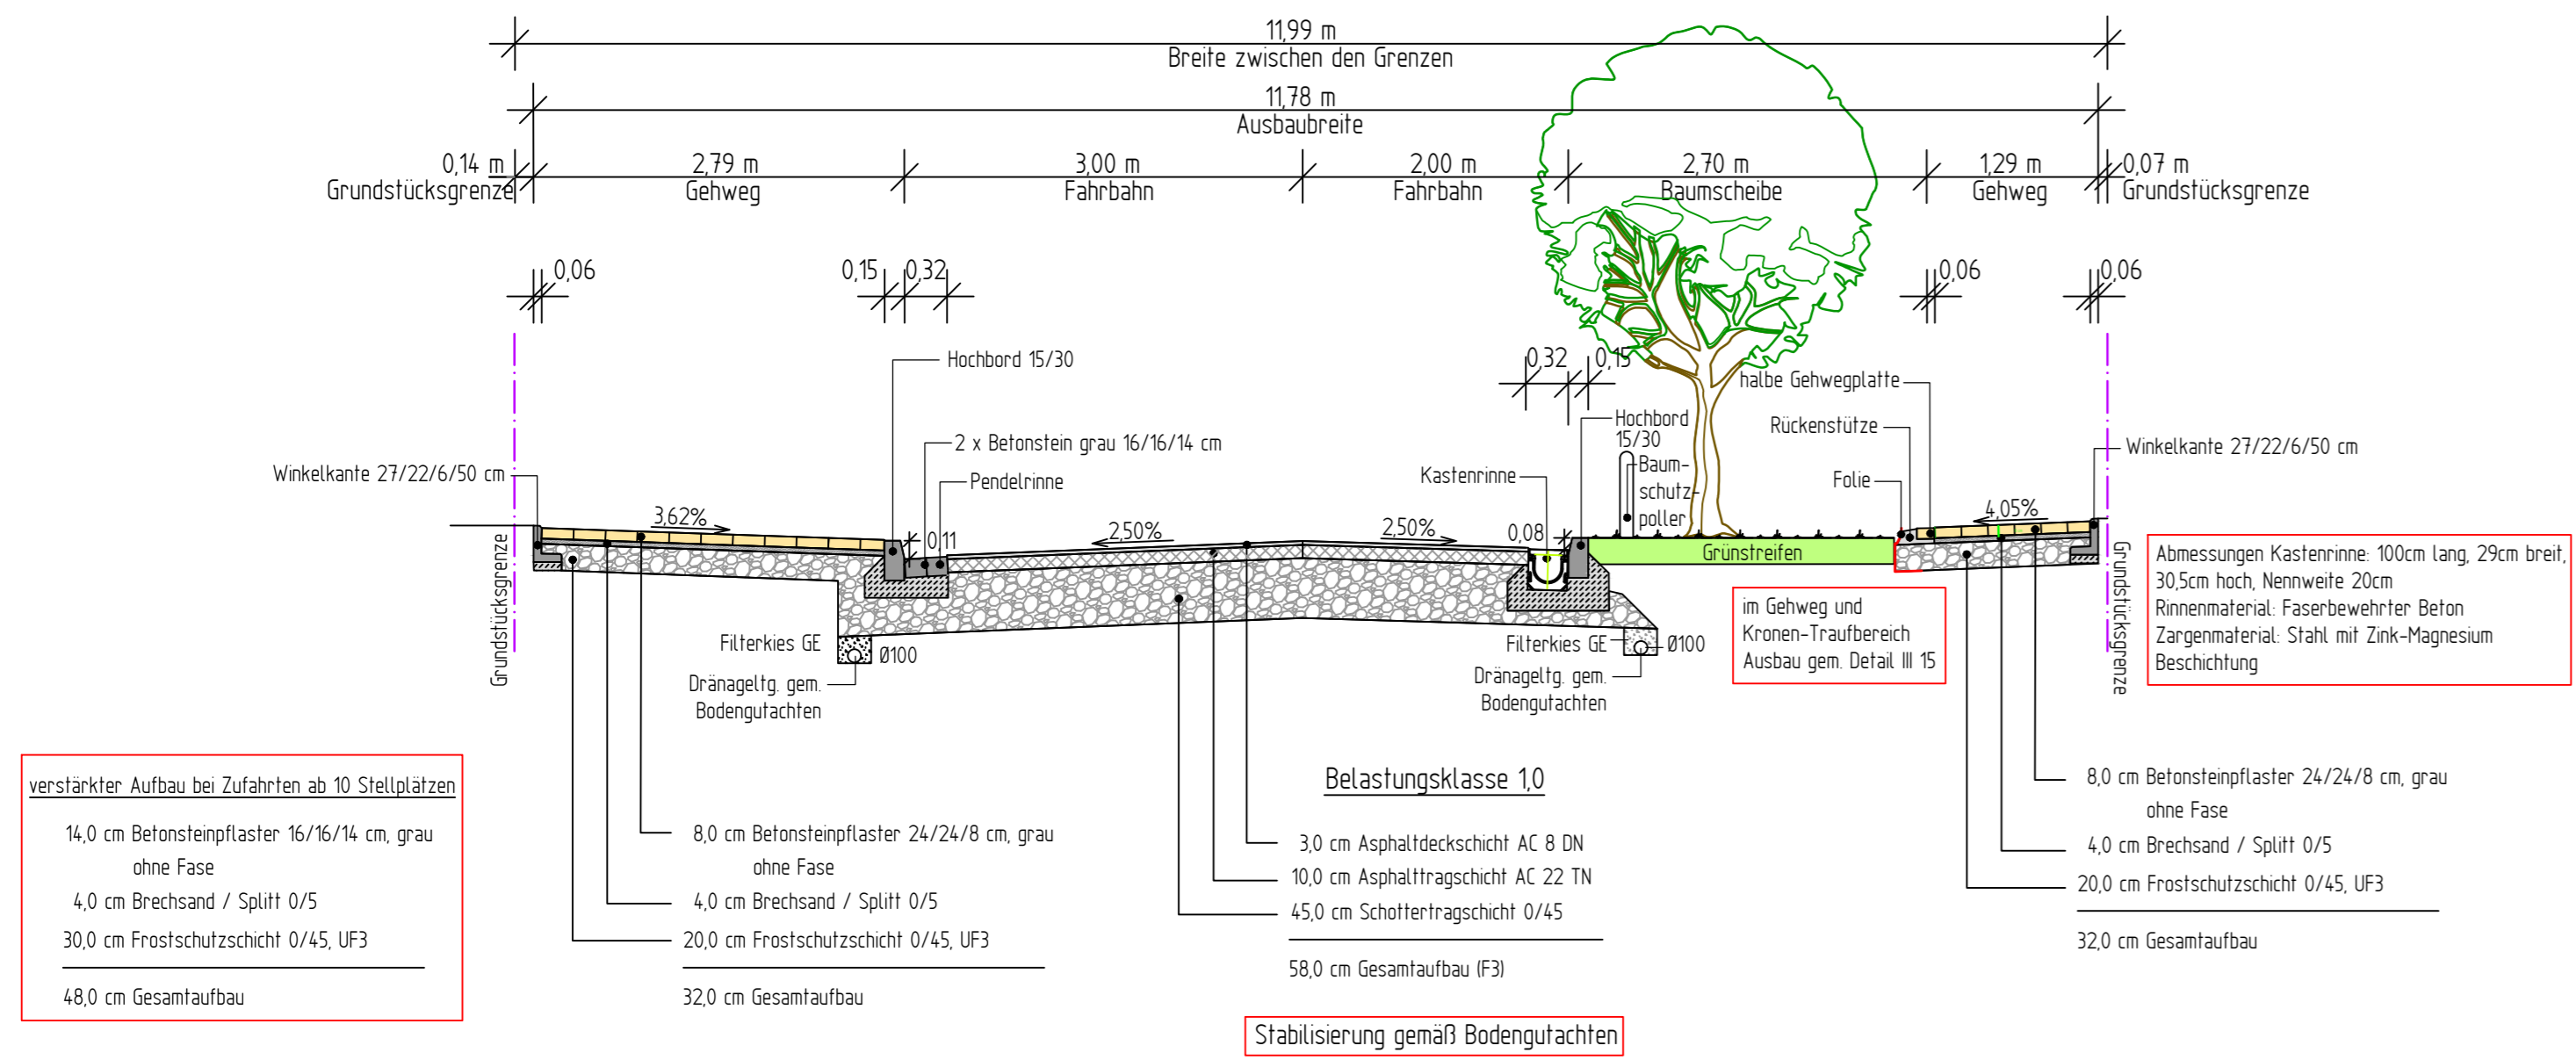 11,99 m
Breite zwischen den Grenzen
11,78 m
Ausbaubreite
0,14 m
Grundstücksgrenze
2,79 m
Gehweg
3,00 m
Fahrbahn
2,00 m
Fahrbahn
2,70 m
Baumscheibe
1,29 m
Gehweg
0,07 m
Grundstücksgrenze
0,06
0,15
0,32
0,06
0,06
0,32
0,15
Hochbord 15/30
2 x Betonstein grau 16/16/14 cm
Pendelrinne
Winkelkante 27/22/6/50 cm
Kastenrinne
Hochbord
15/30
Baum-
schutz-
poller
halbe Gehwegplatte
Rückenstütze
Folie
Winkelkante 27/22/6/50 cm
3,62%
0,11
2,50%
2,50%
0,08
4,05%
Grünstreifen
Grundstücksgrenze
Grundstücksgrenze
Filterkies GE
Ø100
Dränageltg. gem.
Bodengutachten
Filterkies GE
Ø100
Dränageltg. gem.
Bodengutachten
im Gehweg und
Kronen-Traufbereich
Ausbau gem. Detail III 15
Abmessungen Kastenrinne: 100cm lang, 29cm breit,
30,5cm hoch, Nennweite 20cm
Rinnenmaterial: Faserbewehrter Beton
Zargenmaterial: Stahl mit Zink-Magnesium
Beschichtung
verstärkter Aufbau bei Zufahrten ab 10 Stellplätzen
14,0 cm Betonsteinpflaster 16/16/14 cm, grau
ohne Fase
4,0 cm Brechsand / Splitt 0/5
30,0 cm Frostschutzschicht 0/45, UF3
48,0 cm Gesamtaufbau
8,0 cm Betonsteinpflaster 24/24/8 cm, grau
ohne Fase
4,0 cm Brechsand / Splitt 0/5
20,0 cm Frostschutzschicht 0/45, UF3
32,0 cm Gesamtaufbau
Belastungsklasse 1,0
3,0 cm Asphaltdeckschicht AC 8 DN
10,0 cm Asphalttragschicht AC 22 TN
45,0 cm Schottertragschicht 0/45
58,0 cm Gesamtaufbau (F3)
Stabilisierung gemäß Bodengutachten
8,0 cm Betonsteinpflaster 24/24/8 cm, grau
ohne Fase
4,0 cm Brechsand / Splitt 0/5
20,0 cm Frostschutzschicht 0/45, UF3
32,0 cm Gesamtaufbau